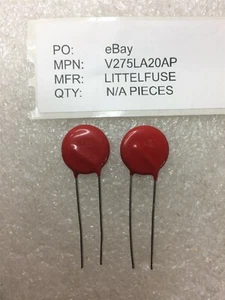 PO: eBay
MPN: V275LA20AP
MFR: LITTELFUSE
QTY: N/A PIECES